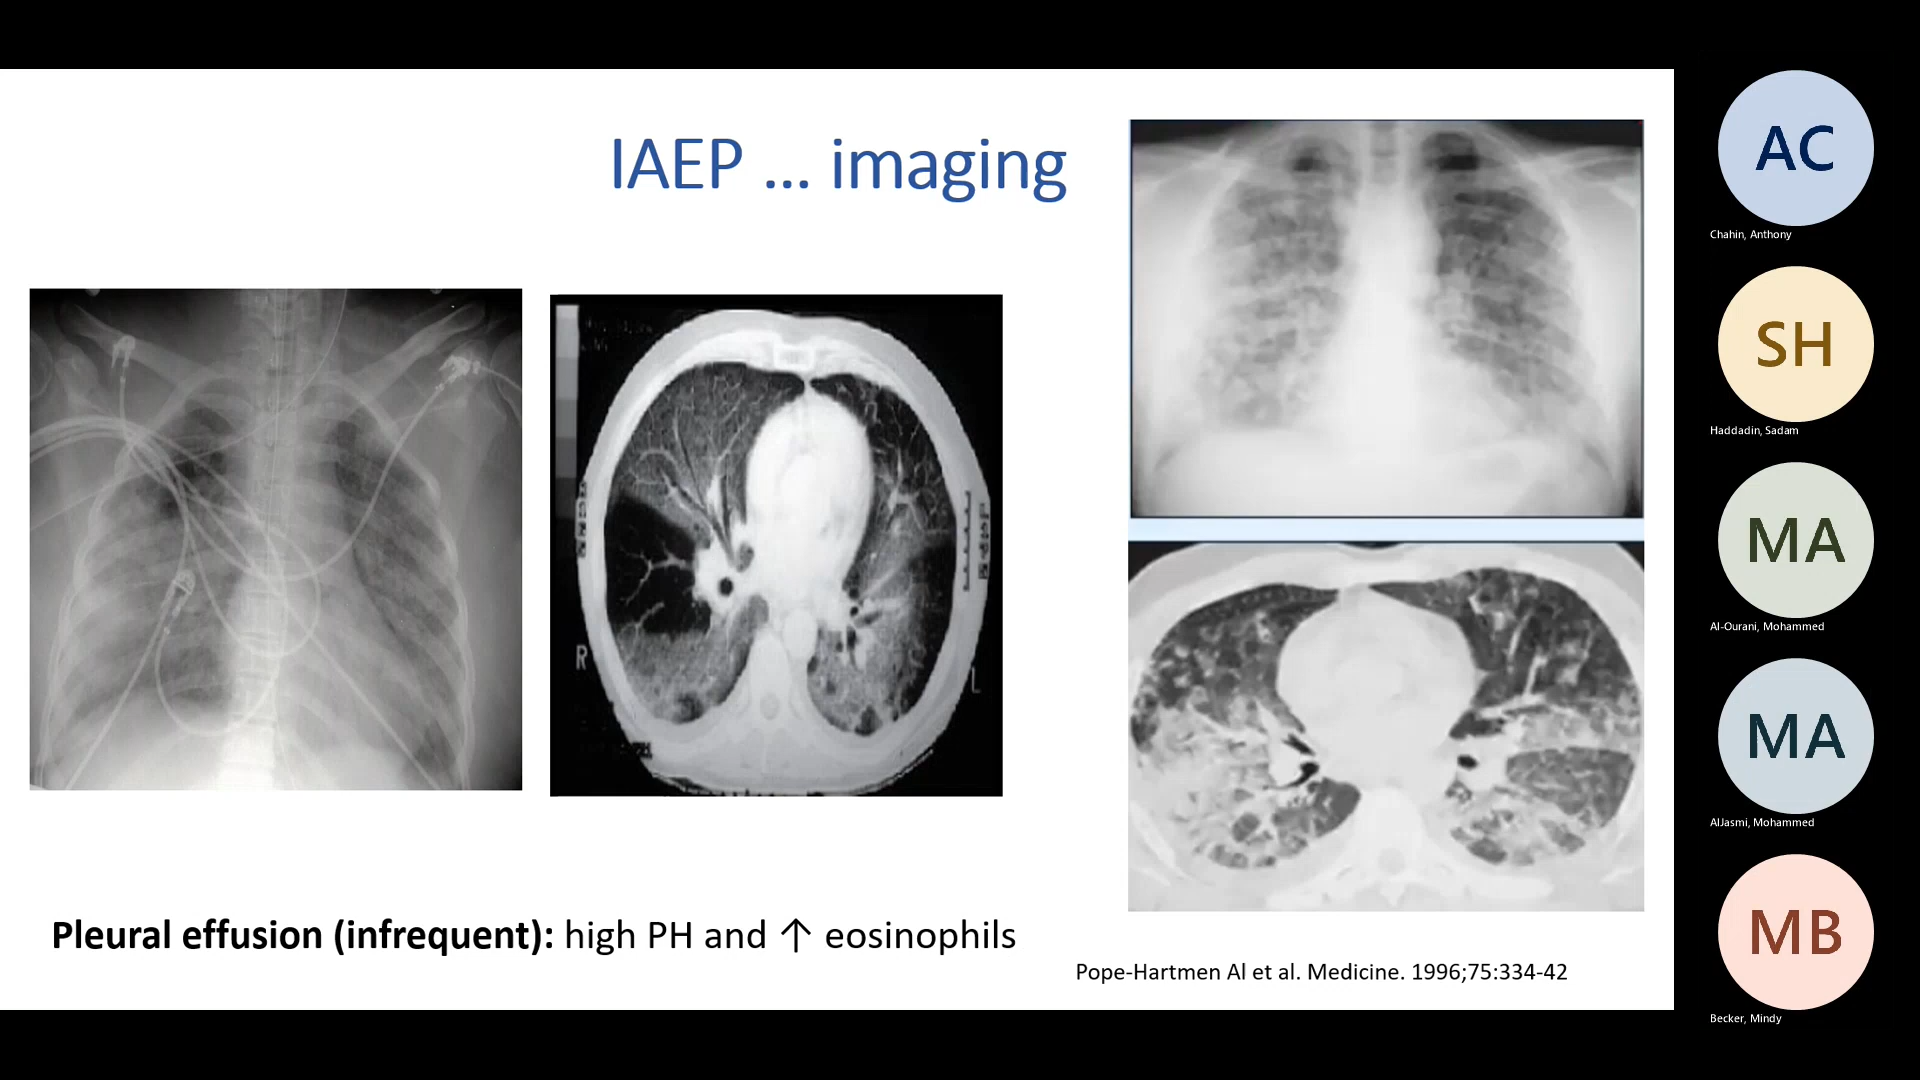 IAEP ... imaging
R
L
Pleural effusion (infrequent): high PH and ↑ eosinophils
Pope-Hartmen Al et al. Medicine. 1996;75:334-42
AC
Chahin, Anthony
SH
Haddadin, Sadam
MA
Al-Ourani, Mohammed
MA
AlJasmi, Mohammed
MB
Becker, Mindy